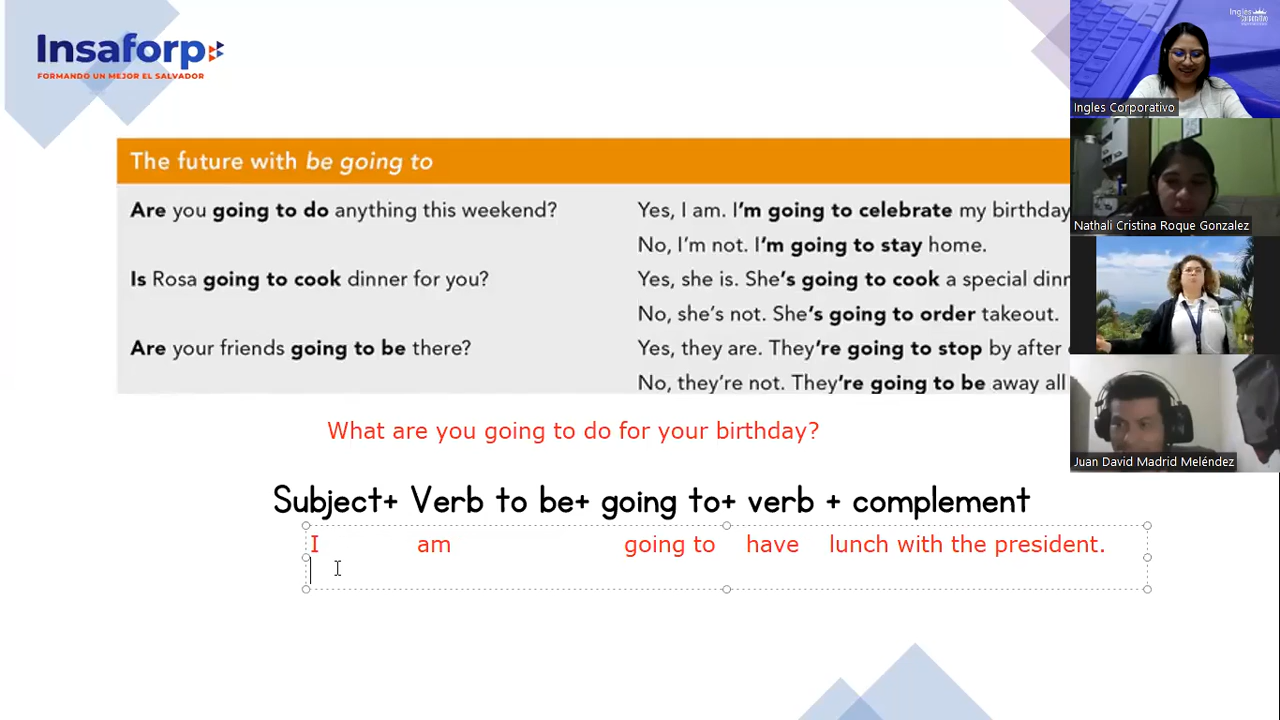 Insaforp
FORMANDO UN MEJOR EL SALVADOR
The future with be going to
Are you going to do anything this weekend?
Yes, I am. I'm going to celebrate my birthday
No, I'm not. I'm going to stay home.
Is Rosa going to cook dinner for you?
Yes, she is. She's going to cook a special
No, she's not. She's going to order takeout.
Are your friends going to be there?
Yes, they are. They're going to stop by after
No, they're not. They're going to be away all
What are you going to do for your birthday?
Subject+ Verb to be+ going to+ verb + complement
I am going to have lunch with the president.
Ingles Corporativo
Nathali Cristina Roque Gonzalez
Juan David Madrid Meléndez